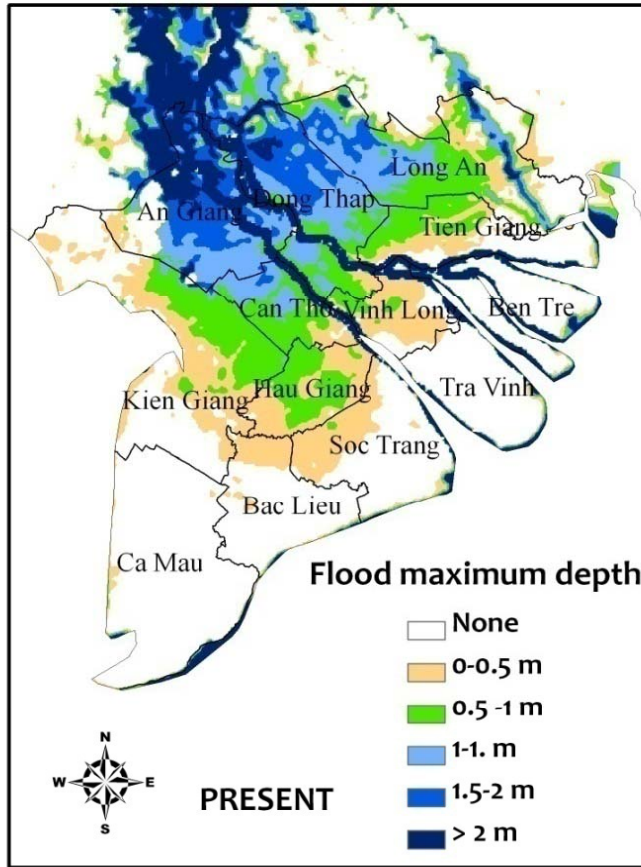 Long An
Dong Thap
An Giang
Tien Giang
Can Tho
Vinh Long
Ben Tre
Kien Giang
Hau Giang
Tra Vinh
Soc Trang
Bac Lieu
Ca Mau
Flood maximum depth
None
0-0.5 m
0.5 -1 m
1-1. m
1.5-2 m
> 2 m
N
W E
S
PRESENT